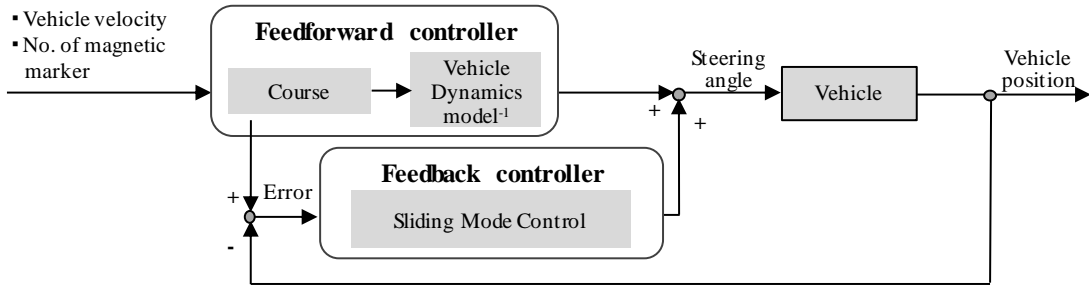 ▪ Vehicle velocity
▪ No. of magnetic
marker
Feedforward controller
Course
Vehicle
Dynamics
model-1
+
+
Steering
angle
Vehicle
Vehicle
position
Feedback controller
Sliding Mode Control
+
Error
-